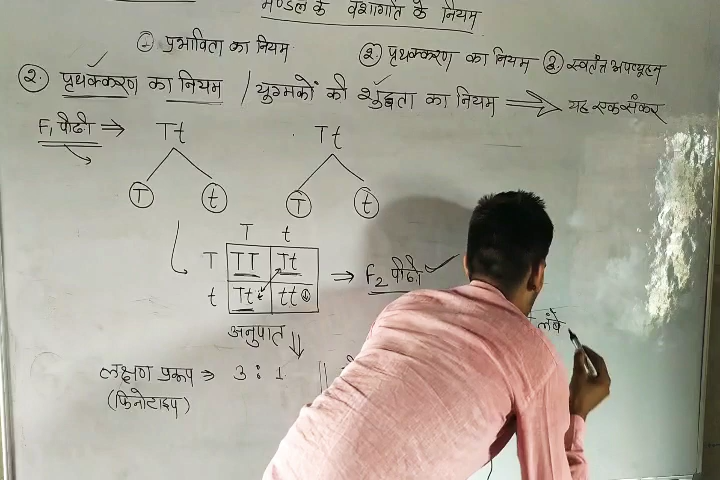 मेण्डल के वंशागति के नियम
① प्रभाविता का नियम ②. पृथक्करण का नियम ③. स्वतंत्र अपव्यूहन
②. पृथक्करण का नियम / युग्मकों की शुद्धता का नियम ⇒ यह एकसंकर
F₁ पीढी ⇒ Tt Tt
T t T t
T t
T TT Tt
t Tt tt ⇒ F₂ पीढी ✓
अनुपात ⇓
लंबे
लक्षण प्ररूप ⇒ 3 : 1 ||
(फिनोटाइप)